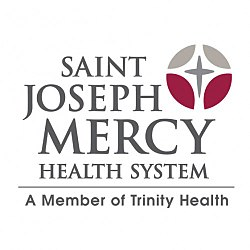 SAINT
JOSEPH
MERCY
HEALTH SYSTEM
A Member of Trinity Health